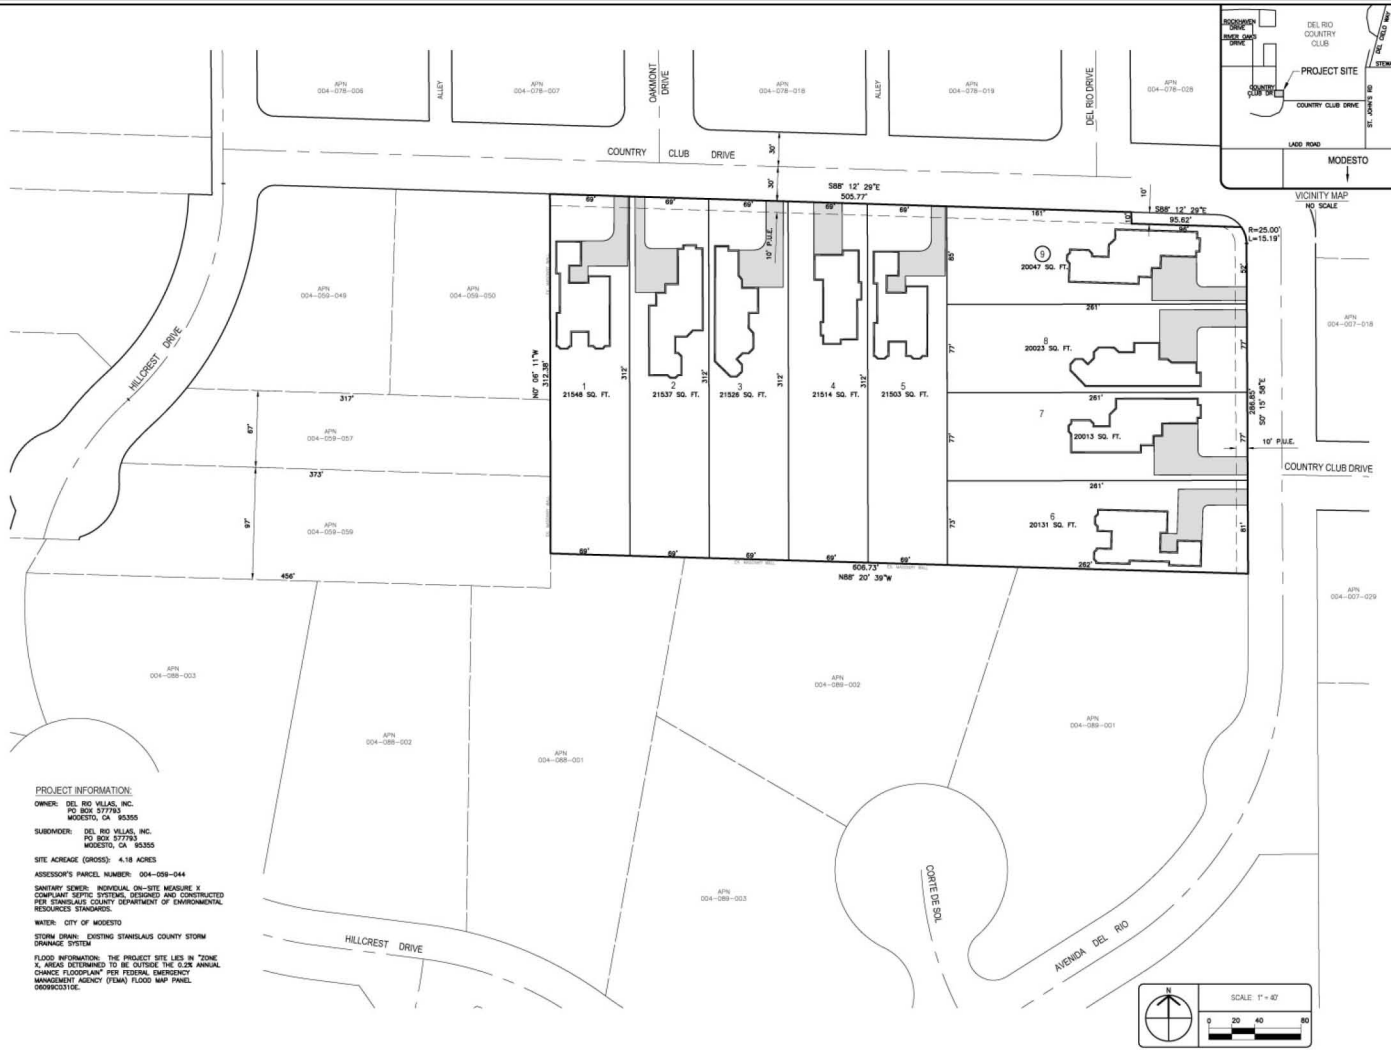 ROCKHAVEN
DRIVE
RIVER OAKS
DRIVE
DEL RIO
COUNTRY
CLUB
DEL CIELO WAY
PROJECT SITE
COUNTRY
CLUB DR
COUNTRY CLUB DRIVE
ST. JOHN'S RD
LADD ROAD
MODESTO
VICINITY MAP
NO SCALE
APN
004-078-006
ALLEY
APN
004-078-007
OAKMONT
DRIVE
APN
004-078-018
ALLEY
APN
004-078-019
DEL RIO DRIVE
APN
004-078-028
COUNTRY CLUB DRIVE
30'
30'
S88° 12' 29"E
505.77'
10'
S88° 12' 29"E
95.62'
10'
96'
R=25.00'
L=15.19'
69'
69'
69'
69'
69'
161'
10' P.U.E.
85'
9
20047 SQ. FT.
52'
261'
APN
004-059-049
APN
004-059-050
APN
004-007-018
HILLCREST DRIVE
N0° 06' 11"W
312.38'
312'
312'
312'
312'
77'
8
20023 SQ. FT.
77'
1
21548 SQ. FT.
2
21537 SQ. FT.
3
21526 SQ. FT.
4
21514 SQ. FT.
5
21503 SQ. FT.
261'
286.85'
S0° 15' 58"E
317'
67'
APN
004-059-057
7
20013 SQ. FT.
77'
77'
10' P.U.E.
COUNTRY CLUB DRIVE
373'
261'
97'
APN
004-059-059
6
20131 SQ. FT.
73'
81'
456'
69'
69'
69'
69'
69'
262'
606.73'
N88° 20' 39"W
APN
004-007-029
APN
004-088-003
APN
004-088-002
APN
004-088-001
APN
004-089-002
APN
004-089-001
APN
004-089-003
CORTE DE SOL
AVENIDA DEL RIO
HILLCREST DRIVE
PROJECT INFORMATION:
OWNER: DEL RIO VILLAS, INC.
PO BOX 577793
MODESTO, CA 95355
SUBDIVIDER: DEL RIO VILLAS, INC.
PO BOX 577793
MODESTO, CA 95355
SITE ACREAGE (GROSS): 4.18 ACRES
ASSESSOR'S PARCEL NUMBER: 004-059-044
SANITARY SEWER: INDIVIDUAL ON-SITE MEASURE X
COMPLIANT SEPTIC SYSTEMS, DESIGNED AND CONSTRUCTED
PER STANISLAUS COUNTY DEPARTMENT OF ENVIRONMENTAL
RESOURCES STANDARDS.
WATER: CITY OF MODESTO
STORM DRAIN: EXISTING STANISLAUS COUNTY STORM
DRAINAGE SYSTEM
FLOOD INFORMATION: THE PROJECT SITE LIES IN "ZONE
X, AREAS DETERMINED TO BE OUTSIDE THE 0.2% ANNUAL
CHANCE FLOODPLAIN" PER FEDERAL EMERGENCY
MANAGEMENT AGENCY (FEMA) FLOOD MAP PANEL
06099C0310E.
N
SCALE: 1" = 40'
0 20 40 80